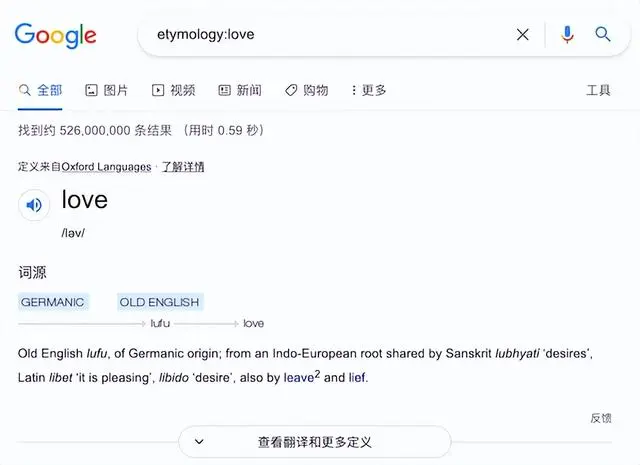 Google
etymology:love
全部 图片 视频 新闻 购物 更多 工具
找到约 526,000,000 条结果 （用时 0.59 秒）
定义来自Oxford Languages · 了解详情
love
/ləv/
词源
GERMANIC OLD ENGLISH
lufu love
Old English lufu, of Germanic origin; from an Indo-European root shared by Sanskrit lubhyati ‘desires’,
Latin libet ‘it is pleasing’, libido ‘desire’, also by leave² and lief.
反馈
查看翻译和更多定义